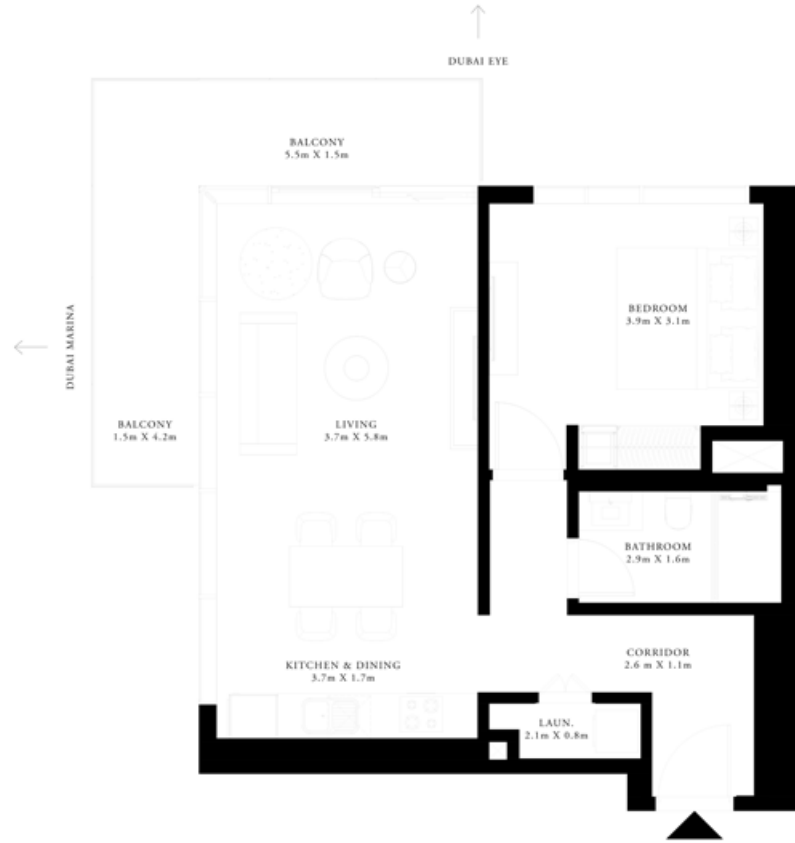 DUBAI EYE
BALCONY
5.5m X 1.5m
BEDROOM
3.9m X 3.1m
DUBAI MARINA
BALCONY
1.5m X 4.2m
LIVING
3.7m X 5.8m
BATHROOM
2.9m X 1.6m
KITCHEN & DINING
3.7m X 1.7m
CORRIDOR
2.6 m X 1.1m
LAUN.
2.1m X 0.8m